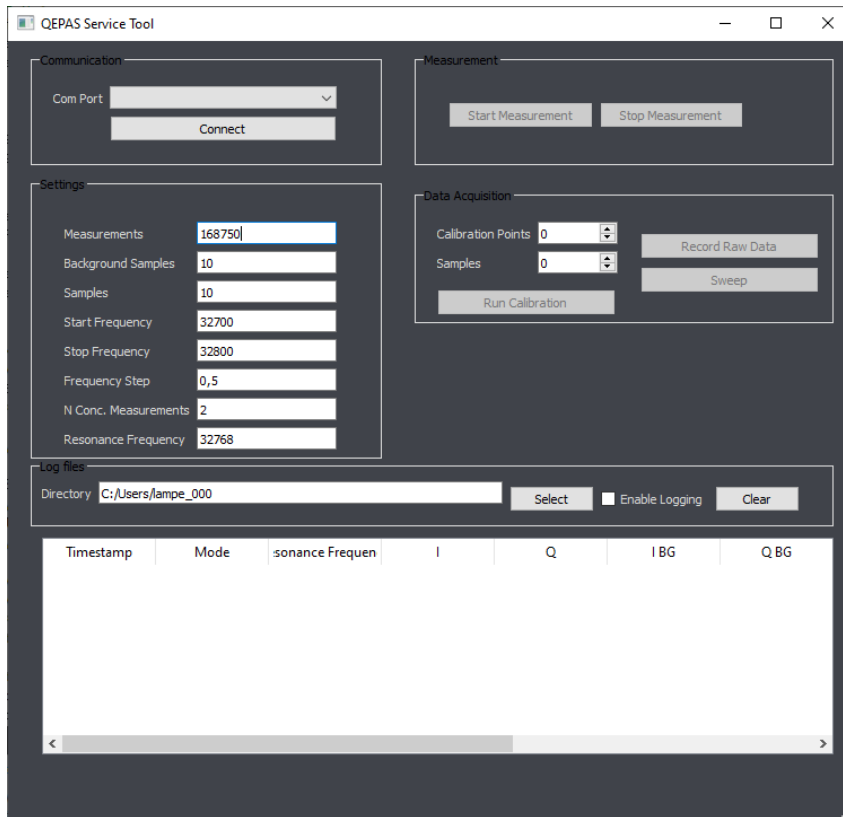 QEPAS Service Tool
Communication
Com Port
Connect
Measurement
Start Measurement Stop Measurement
Settings
Measurements 168750
Background Samples 10
Samples 10
Start Frequency 32700
Stop Frequency 32800
Frequency Step 0,5
N Conc. Measurements 2
Resonance Frequency 32768
Data Acquisition
Calibration Points 0
Samples 0
Record Raw Data
Sweep
Run Calibration
Log files
Directory C:/Users/lampe_000 Select Enable Logging Clear
Timestamp Mode sonance Frequen I Q I BG Q BG